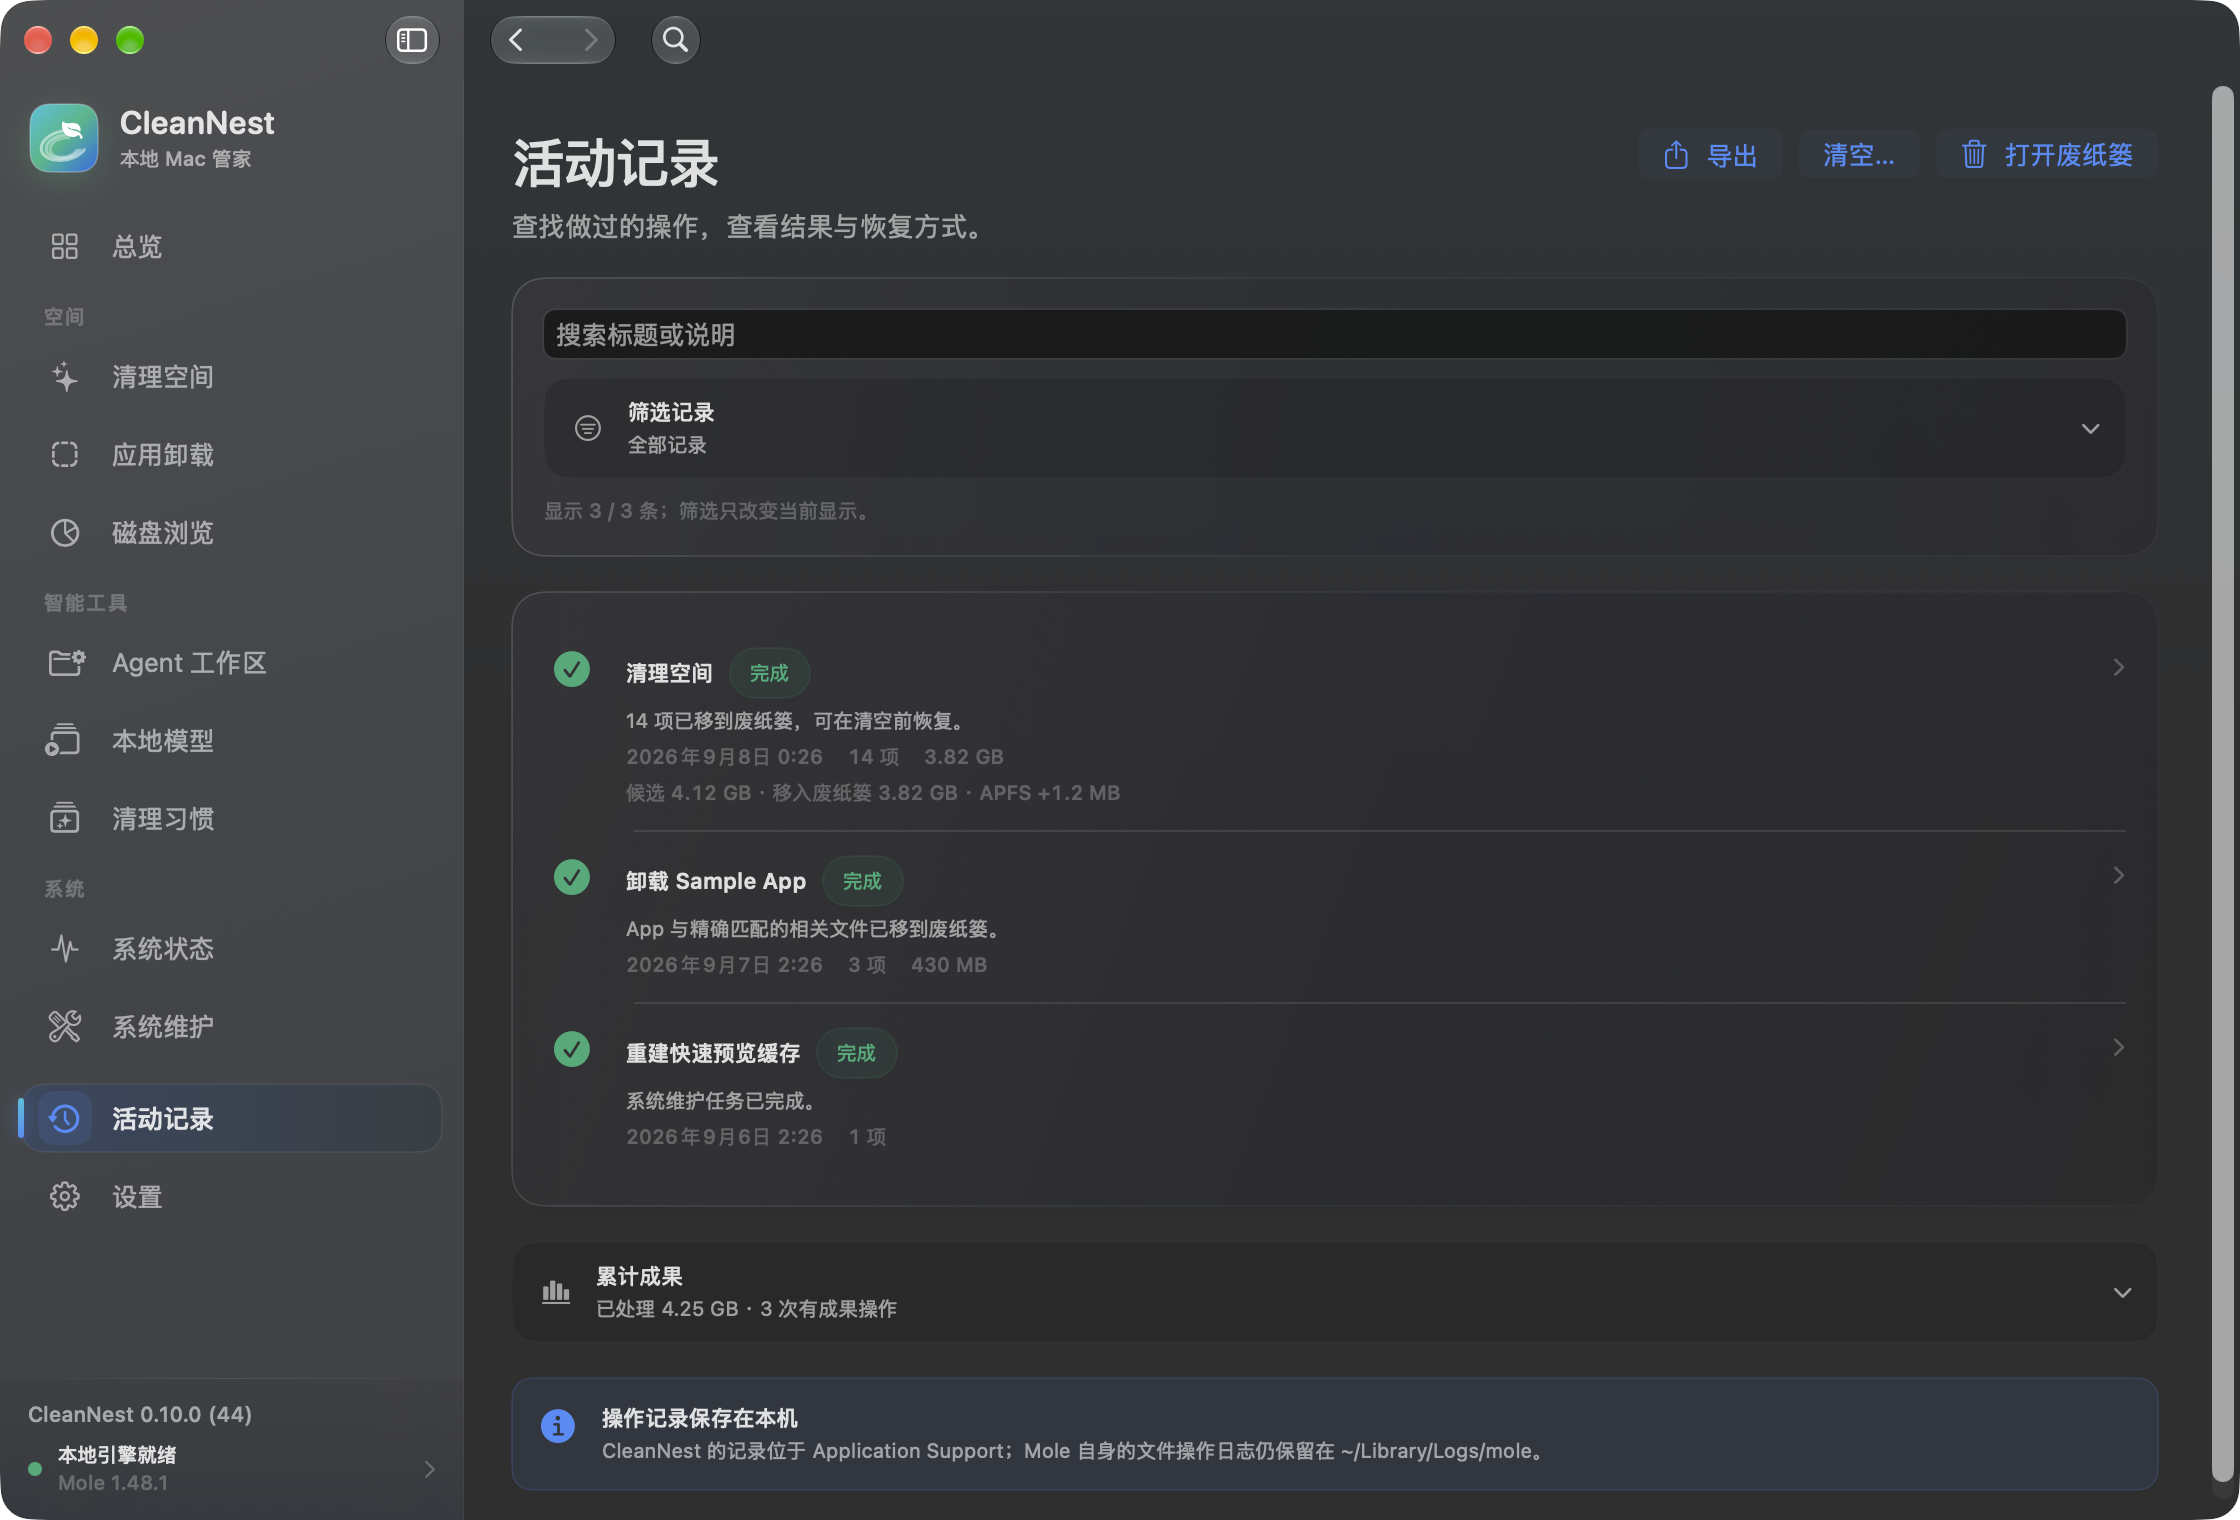 CleanNest
本地 Mac 管家
总览
空间
清理空间
应用卸载
磁盘浏览
智能工具
Agent 工作区
本地模型
清理习惯
系统
系统状态
系统维护
活动记录
设置
CleanNest 0.10.0 (44)
本地引擎就绪
Mole 1.48.1
活动记录
查找做过的操作，查看结果与恢复方式。
导出
清空...
打开废纸篓
搜索标题或说明
筛选记录
全部记录
显示 3 / 3 条；筛选只改变当前显示。
清理空间 完成
14 项已移到废纸篓，可在清空前恢复。
2026年9月8日 0:26 14 项 3.82 GB
候选 4.12 GB · 移入废纸篓 3.82 GB · APFS +1.2 MB
卸载 Sample App 完成
App 与精确匹配的相关文件已移到废纸篓。
2026年9月7日 2:26 3 项 430 MB
重建快速预览缓存 完成
系统维护任务已完成。
2026年9月6日 2:26 1 项
累计成果
已处理 4.25 GB · 3 次有成果操作
操作记录保存在本机
CleanNest 的记录位于 Application Support；Mole 自身的文件操作日志仍保留在 ~/Library/Logs/mole。